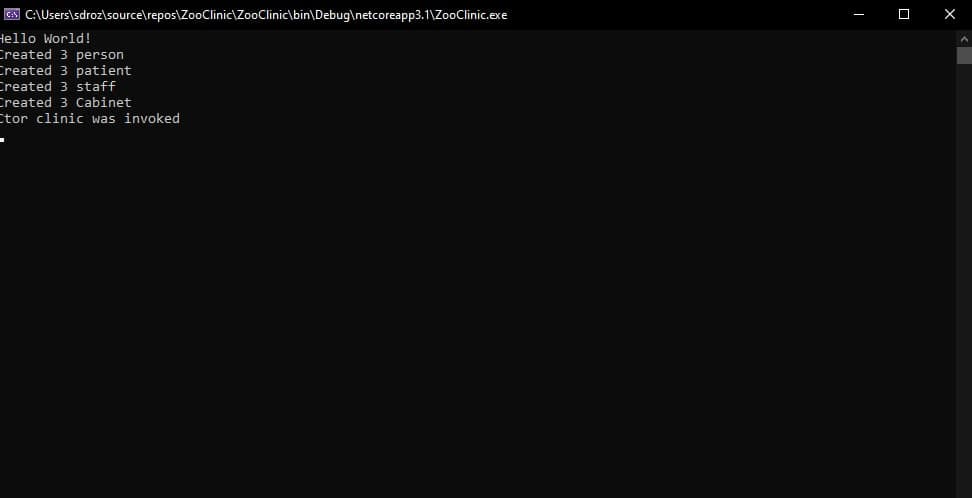 C:\Users\sdroz\source\repos\ZooClinic\ZooClinic\bin\Debug\netcoreapp3.1\ZooClinic.exe
Hello World!
Created 3 person
Created 3 patient
Created 3 staff
Created 3 Cabinet
Ctor clinic was invoked